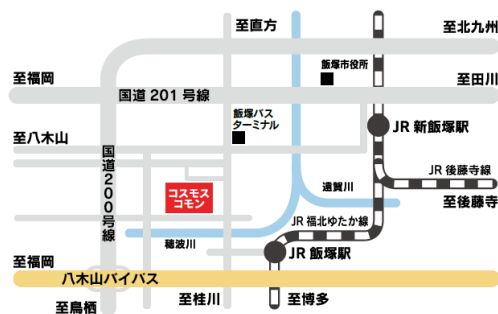 至直方
至北九州
飯塚市役所
至福岡
至田川
国道201号線
飯塚バス
ターミナル
JR 新飯塚駅
至八木山
国道200号線
JR 後藤寺線
コスモス
コモン
遠賀川
至後藤寺
JR 福北ゆたか線
穂波川
JR 飯塚駅
至福岡
八木山バイパス
至鳥栖
至桂川
至博多